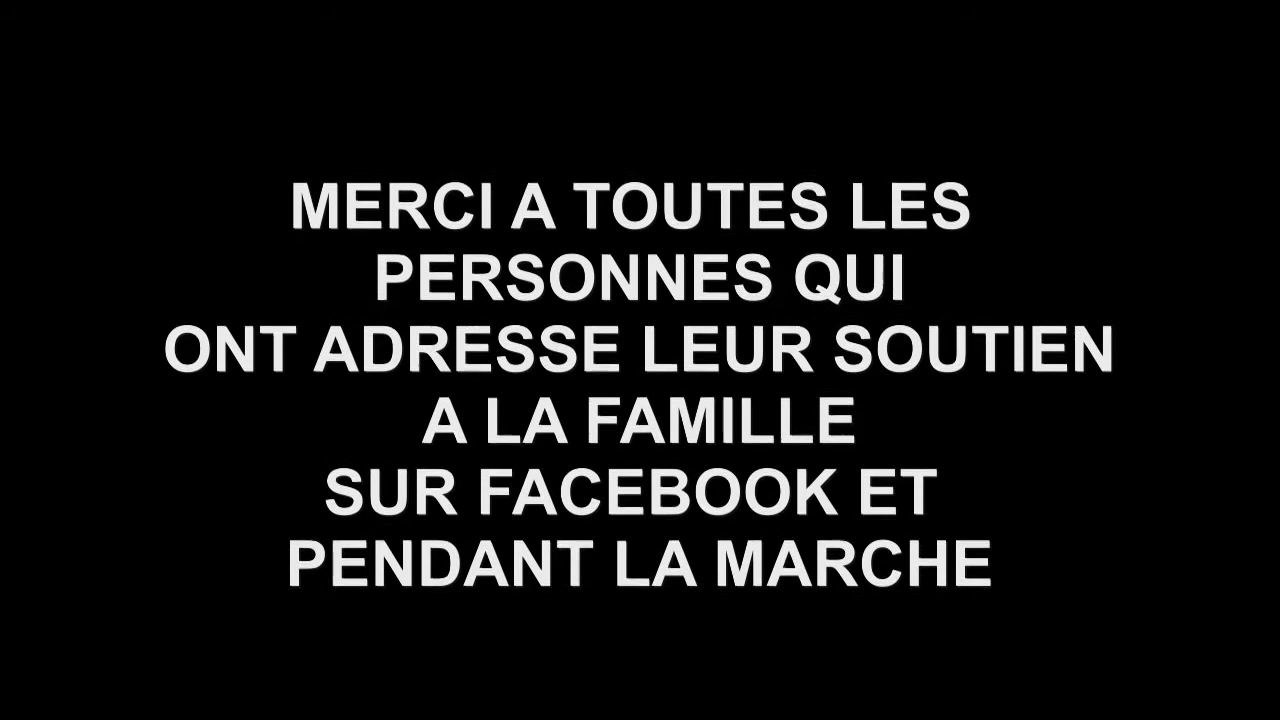 MERCI A TOUTES LES
PERSONNES QUI
ONT ADRESSE LEUR SOUTIEN
A LA FAMILLE
SUR FACEBOOK ET
PENDANT LA MARCHE